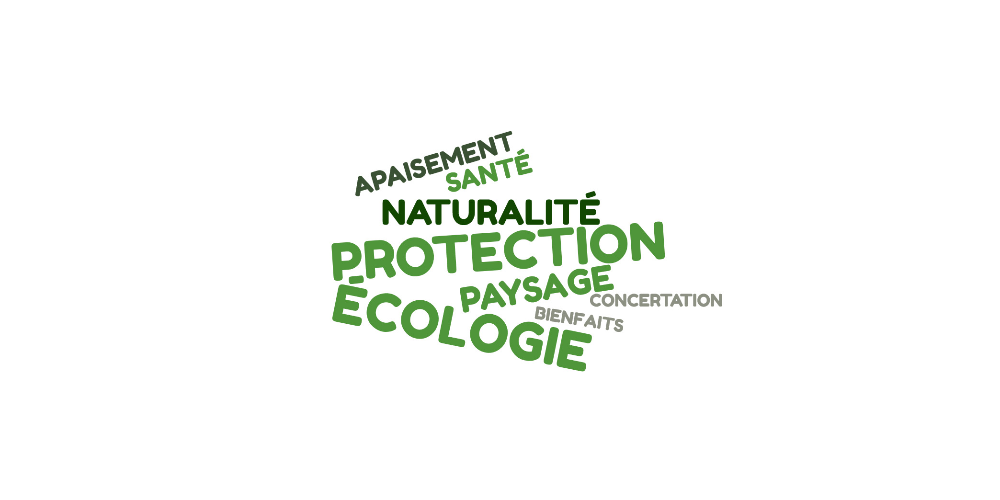 APAISEMENT
SANTÉ
NATURALITÉ
PROTECTION
PAYSAGE
CONCERTATION
BIENFAITS
ÉCOLOGIE